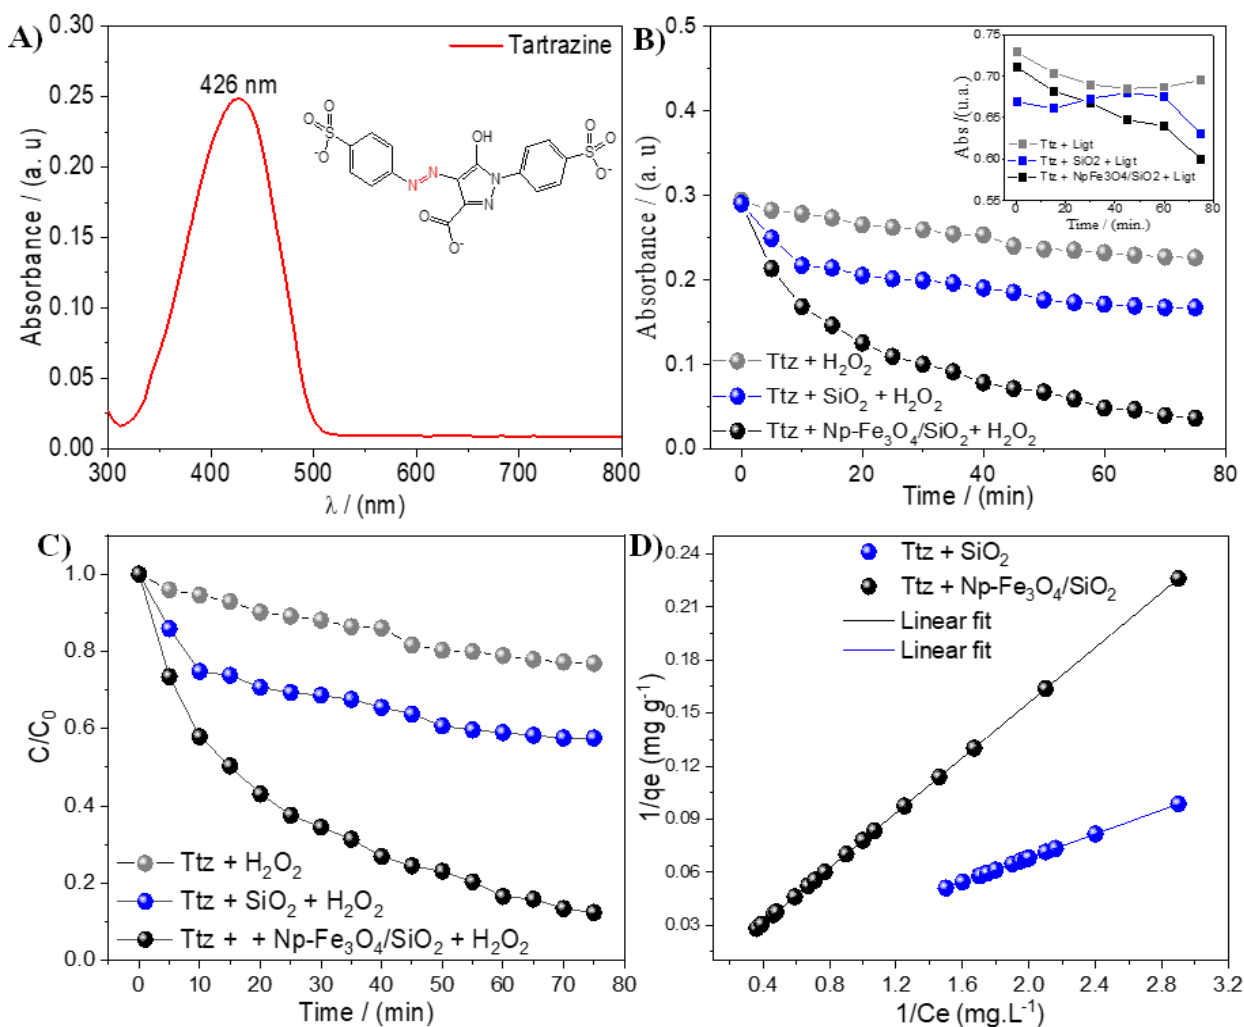 A)
Tartrazine
426 nm
0.30
0.25
0.20
0.15
0.10
0.05
0.00
Absorbance / (a. u)
300 400 500 600 700 800
λ / (nm)
O
O
S
O
O⁻
N
N
OH
N
N
O
O⁻
O
O
S
O
O⁻
B)
0.5
0.4
0.3
0.2
0.1
0.0
Absorbance / (a. u)
0 20 40 60 80
Time / (min)
Ttz + H₂O₂
Ttz + SiO₂ + H₂O₂
Ttz + Np-Fe₃O₄/SiO₂+ H₂O₂
0.75
0.70
0.65
0.60
0.55
Abs /(u.a.)
Ttz + Ligt
Ttz + SiO2 + Ligt
Ttz + NpFe3O4/SiO2 + Ligt
0 20 40 60 80
Time / (min.)
C)
1.0
0.8
0.6
0.4
0.2
0.0
C/C₀
Ttz + H₂O₂
Ttz + SiO₂ + H₂O₂
Ttz + + Np-Fe₃O₄/SiO₂ + H₂O₂
0 10 20 30 40 50 60 70 80
Time / (min)
D)
0.24
0.21
0.18
0.15
0.12
0.09
0.06
0.03
1/qe (mg g⁻¹)
Ttz + SiO₂
Ttz + Np-Fe₃O₄/SiO₂
Linear fit
Linear fit
0.4 0.8 1.2 1.6 2.0 2.4 2.8 3.2
1/Ce (mg.L⁻¹)